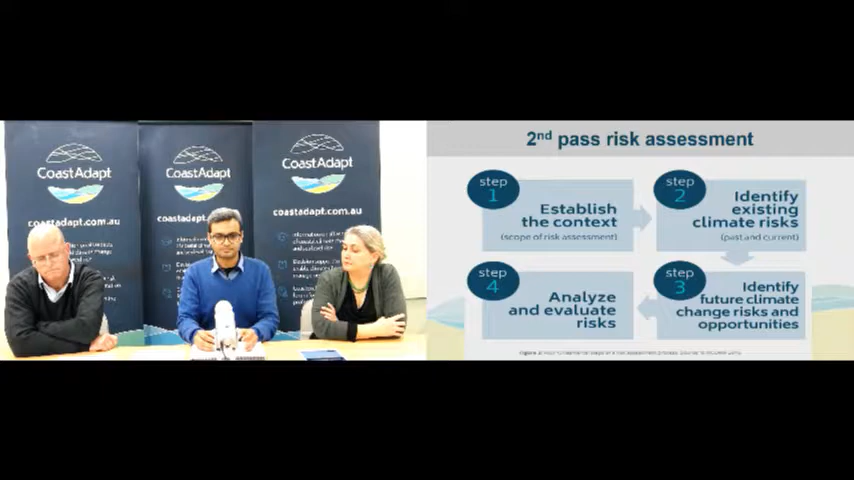 CoastAdapt
coastadapt.com.au
CoastAdapt
coastadapt.
CoastAdapt
coastadapt.com.au
2nd pass risk assessment
step
1
Establish
the context
(scope of risk assessment)
step
2
Identify
existing
climate risks
(past and current)
step
3
Identify
future climate
change risks and
opportunities
step
4
Analyze
and evaluate
risks